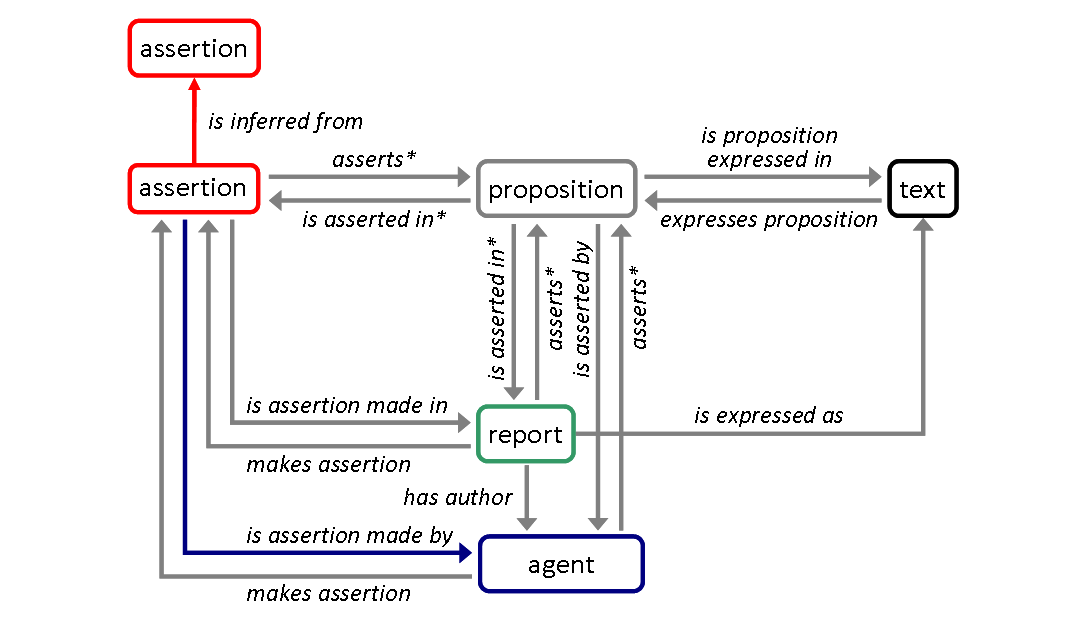 assertion
is inferred from
is proposition
expressed in
asserts*
assertion
proposition
text
is asserted in*
expresses proposition
is asserted in*
asserts*
is asserted by
asserts*
is assertion made in
is expressed as
report
makes assertion
has author
is assertion made by
agent
makes assertion